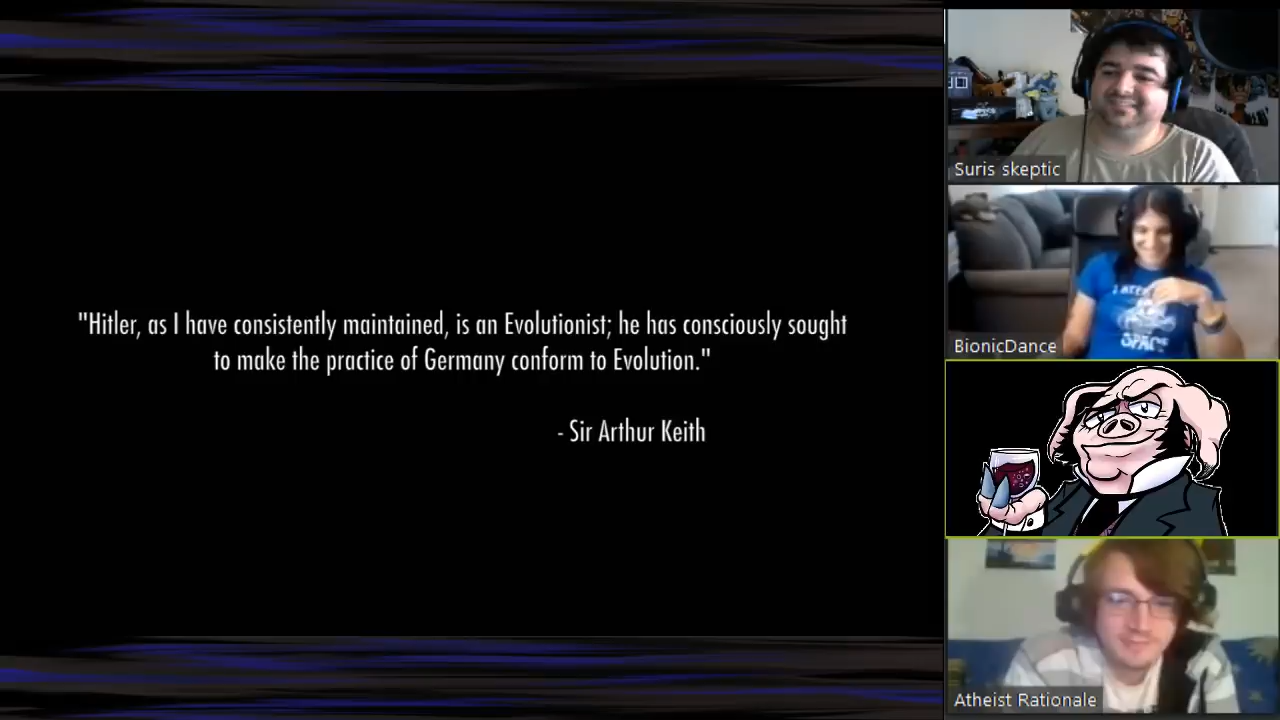 "Hitler, as I have consistently maintained, is an Evolutionist; he has consciously sought
to make the practice of Germany conform to Evolution."
- Sir Arthur Keith
Suris skeptic
BionicDance
SPACE
Atheist Rationale